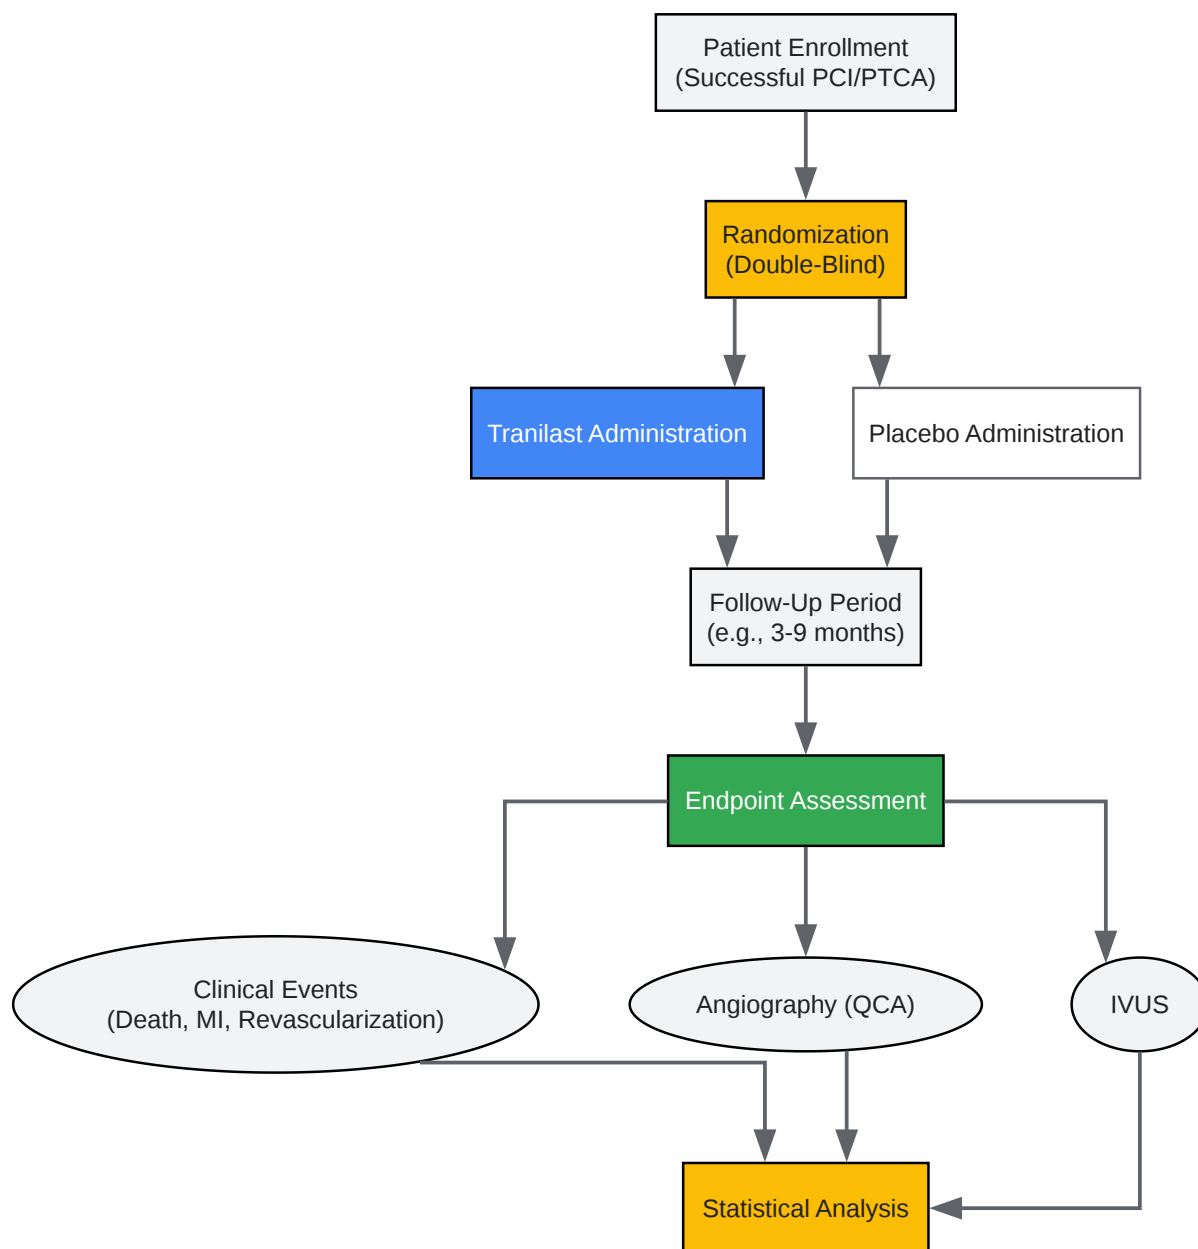 Patient Enrollment
(Successful PCI/PTCA)
Randomization
(Double-Blind)
Tranilast Administration
Placebo Administration
Follow-Up Period
(e.g., 3-9 months)
Endpoint Assessment
Clinical Events
(Death, MI, Revascularization)
Angiography (QCA)
IVUS
Statistical Analysis